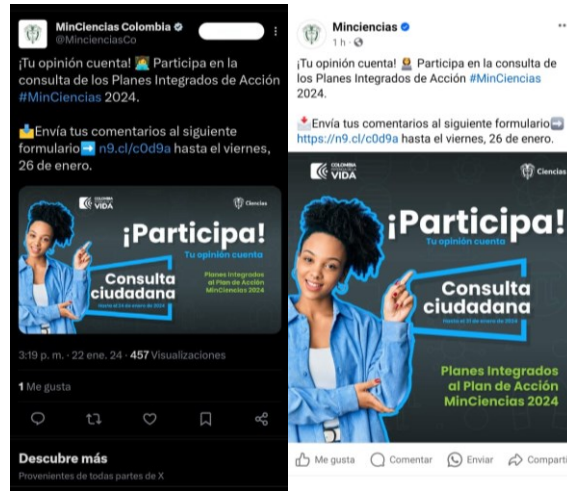 MinCiencias Colombia
@MincienciasCo
¡Tu opinión cuenta! Participa en la
consulta de los Planes Integrados de Acción
#MinCiencias 2024.
Envía tus comentarios al siguiente
formulario n9.cl/c0d9a hasta el viernes,
26 de enero.
COLOMBIA
VIDA
Ciencias
¡Participa!
Tu opinión cuenta
Consulta
ciudadana
Planes Integrados
al Plan de Acción
MinCiencias 2024
3:19 p. m. · 22 ene. 24 · 457 Visualizaciones
1 Me gusta
Descubre más
Provenientes de todas partes de X
Minciencias
1 h ·
¡Tu opinión cuenta! Participa en la consulta de
los Planes Integrados de Acción #MinCiencias
2024.
Envía tus comentarios al siguiente formulario
https://n9.cl/c0d9a hasta el viernes, 26 de enero.
COLOMBIA
VIDA
Ciencias
¡Participa!
Tu opinión cuenta
Consulta
ciudadana
Planes Integrados
al Plan de Acción
MinCiencias 2024
Me gusta
Comentar
Enviar
Comparti